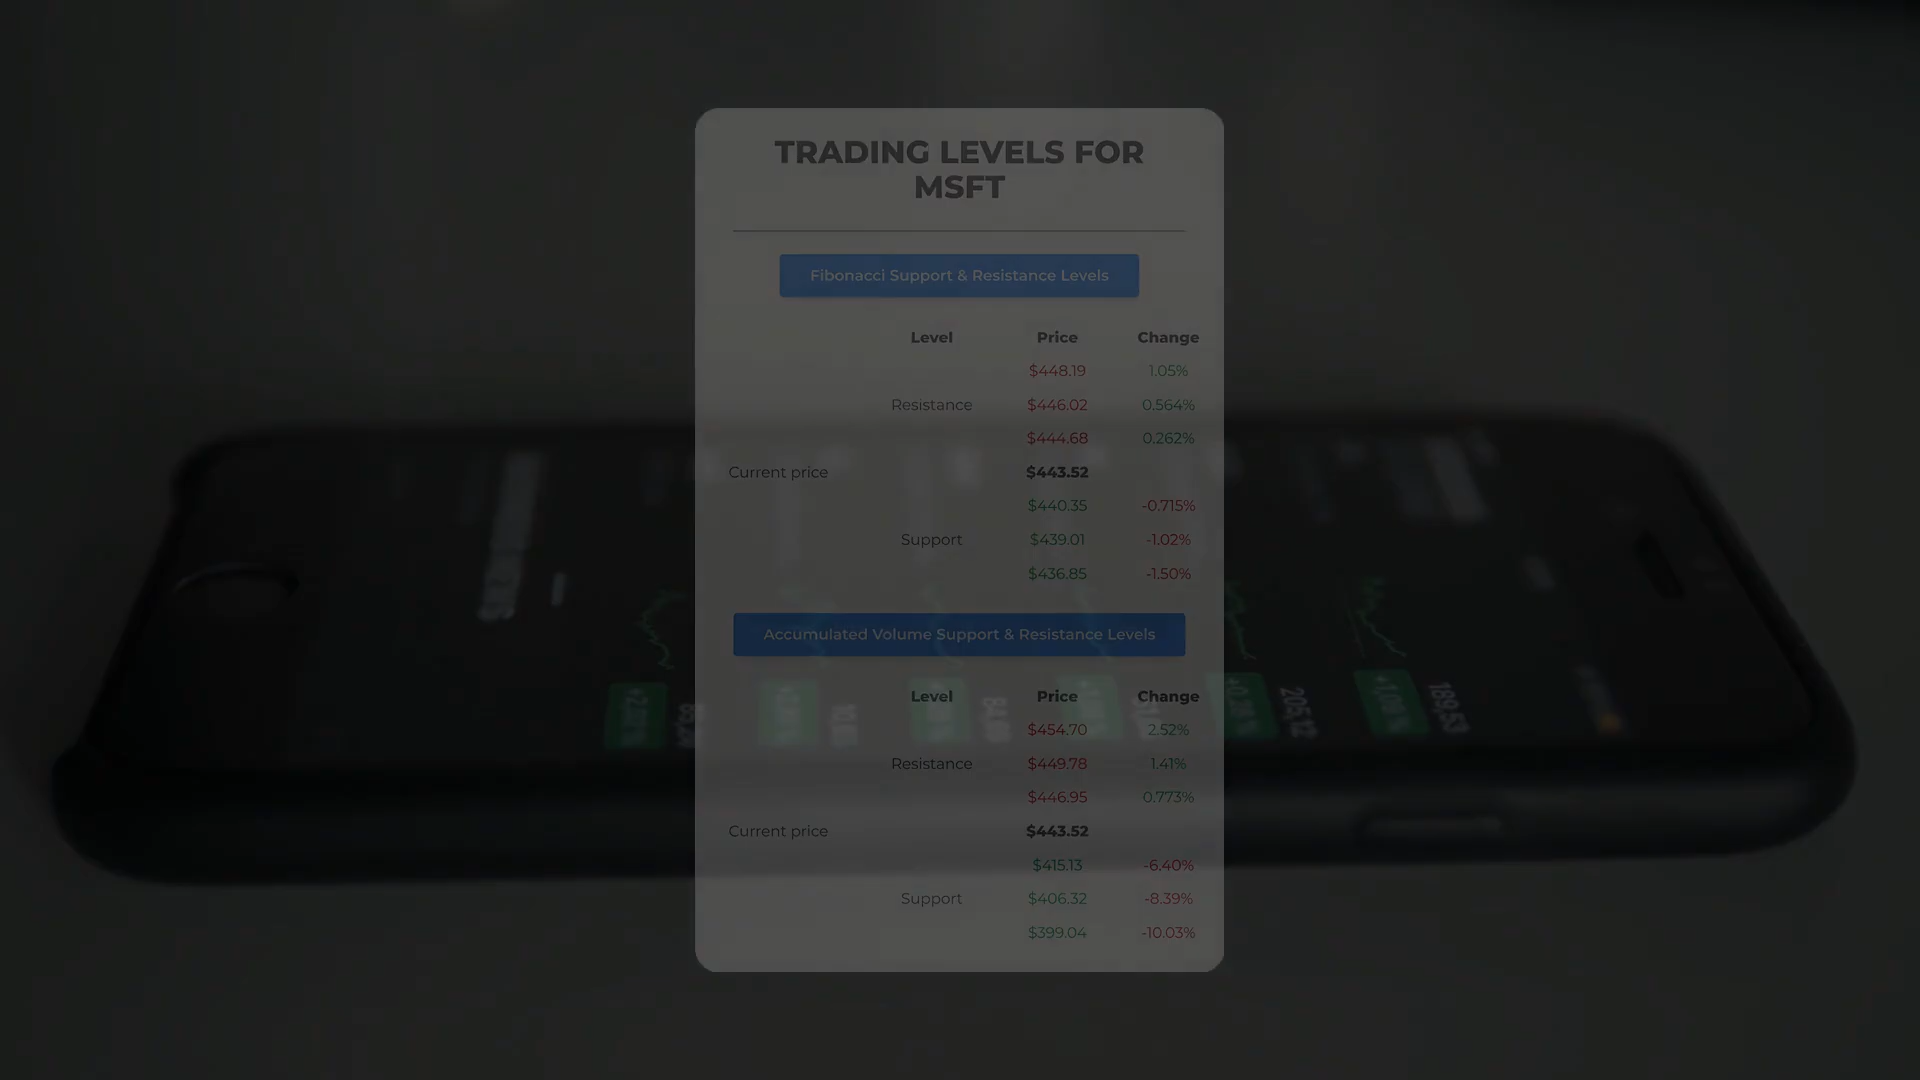 TRADING LEVELS FOR
MSFT
Fibonacci Support & Resistance Levels
Level Price Change
$448.19 1.05%
Resistance $446.02 0.564%
$444.68 0.262%
Current price $443.52
$440.35 -0.715%
Support $439.01 -1.02%
$436.85 -1.50%
Accumulated Volume Support & Resistance Levels
Level Price Change
$454.70 2.52%
Resistance $449.78 1.41%
$446.95 0.773%
Current price $443.52
$415.13 -6.40%
Support $406.32 -8.39%
$399.04 -10.03%
205,12
189,53